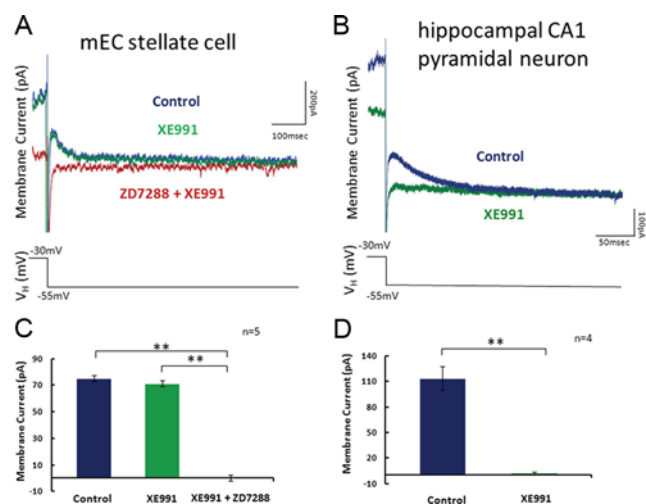 A
mEC stellate cell
Membrane Current (pA)
Control
XE991
ZD7288 + XE991
200pA
100msec
V_H (mV)
-30mV
-55mV
B
hippocampal CA1
pyramidal neuron
Membrane Current (pA)
Control
XE991
100pA
50msec
V_H (mV)
-30mV
-55mV
C
n=5
**
**
Membrane Current (pA)
90
70
50
30
10
-10
Control
XE991
XE991 + ZD7288
D
n=4
**
Membrane Current (pA)
140
110
80
50
20
-10
Control
XE991